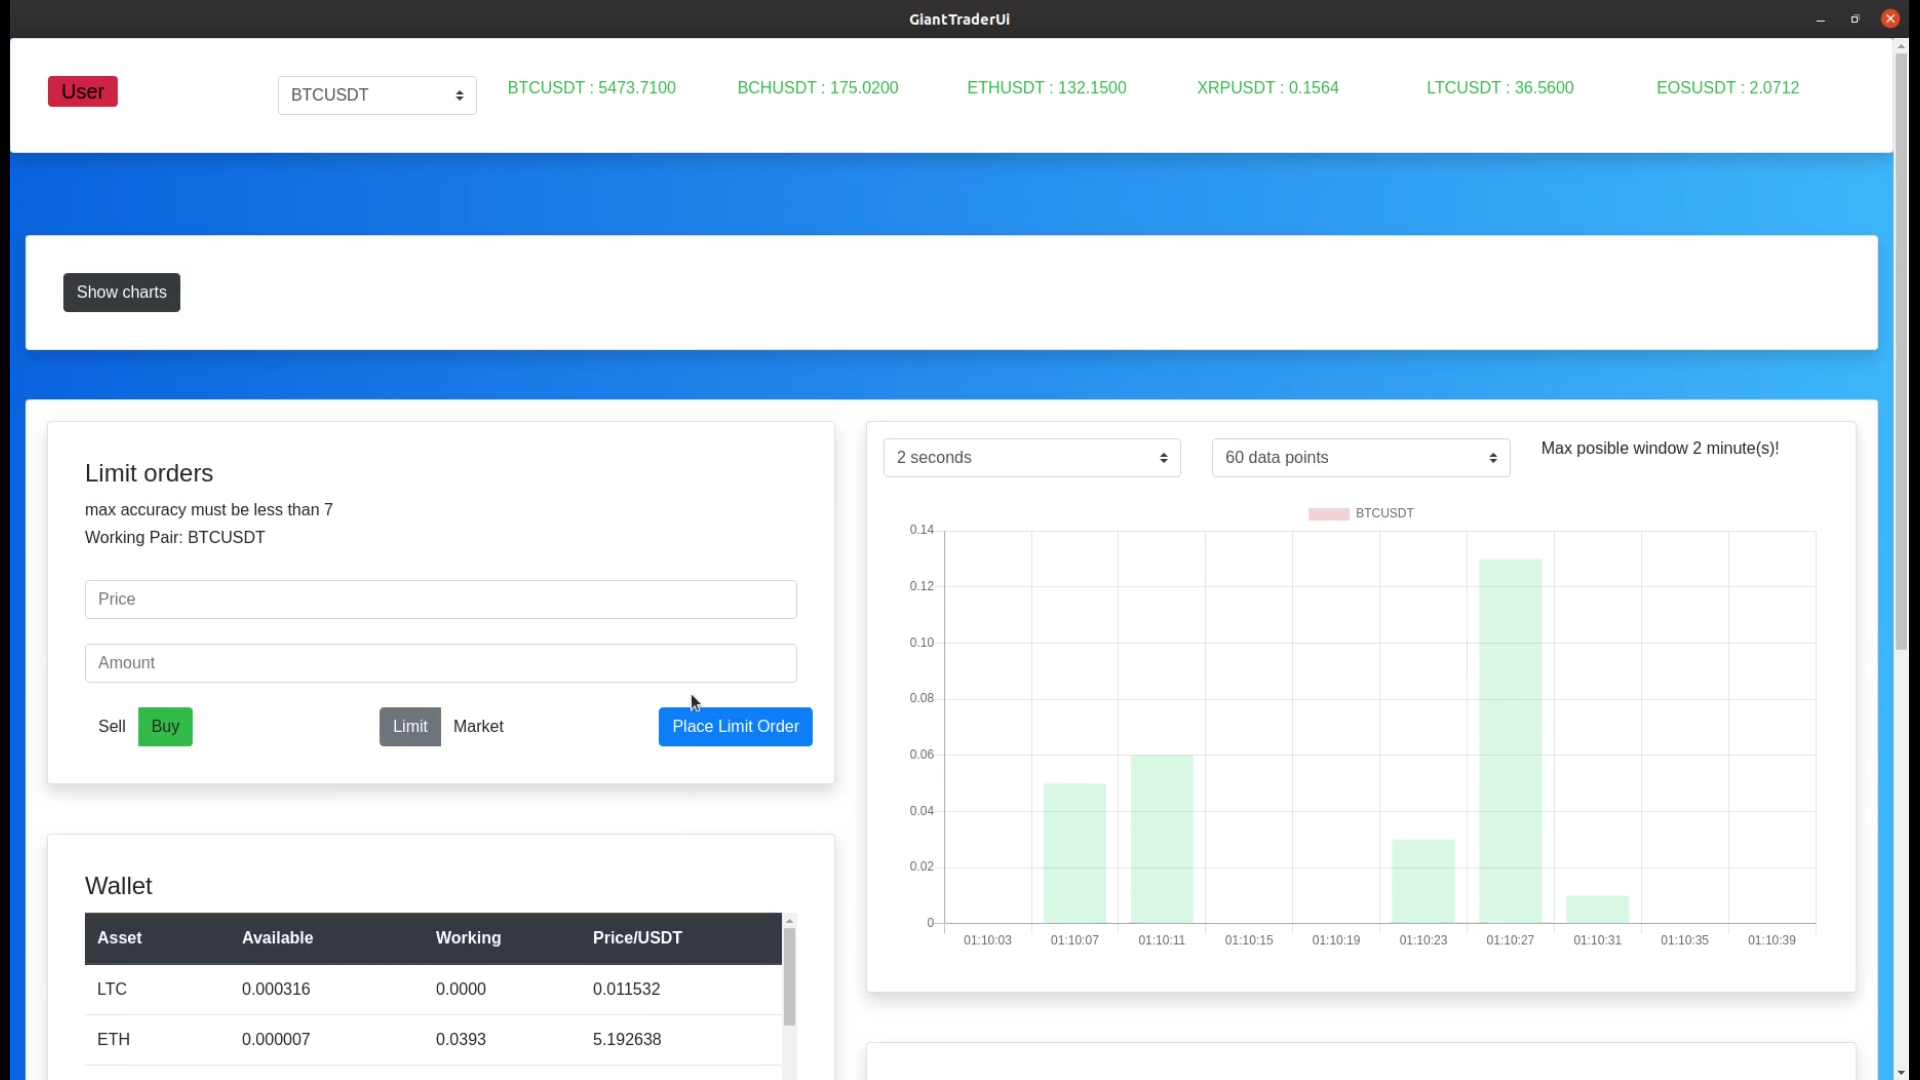 GiantTraderUi
User
BTCUSDT
BTCUSDT : 5473.7100
BCHUSDT : 175.0200
ETHUSDT : 132.1500
XRPUSDT : 0.1564
LTCUSDT : 36.5600
EOSUSDT : 2.0712
Show charts
Limit orders
max accuracy must be less than 7
Working Pair: BTCUSDT
Price
Amount
Sell Buy Limit Market Place Limit Order
Wallet
Asset Available Working Price/USDT
LTC 0.000316 0.0000 0.011532
ETH 0.000007 0.0393 5.192638
2 seconds
60 data points
Max posible window 2 minute(s)!
BTCUSDT
0.14
0.12
0.10
0.08
0.06
0.04
0.02
0
01:10:03 01:10:07 01:10:11 01:10:15 01:10:19 01:10:23 01:10:27 01:10:31 01:10:35 01:10:39